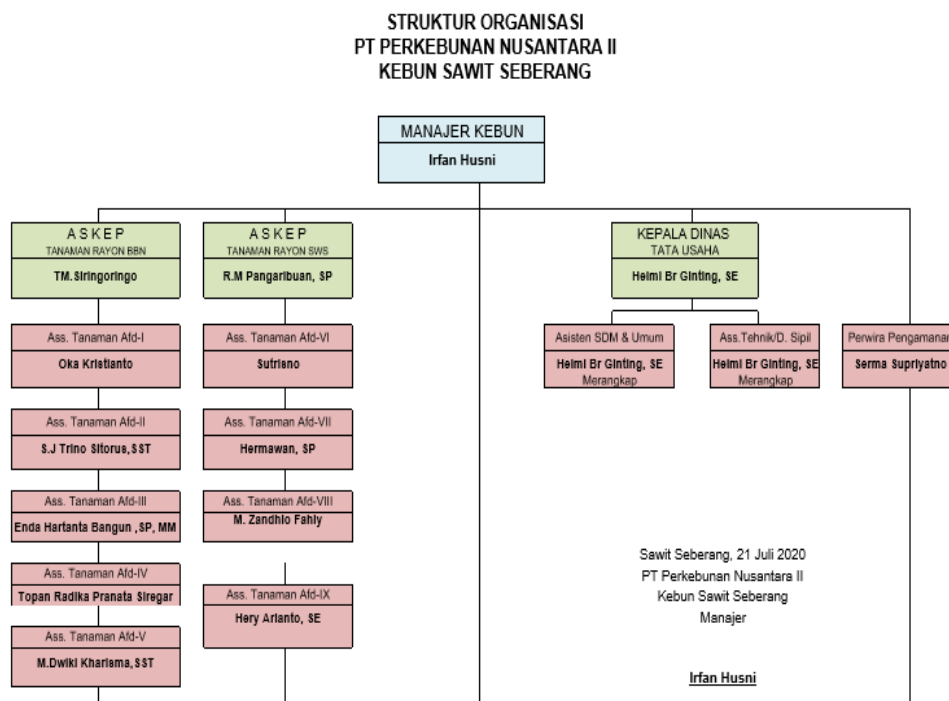 STRUKTUR ORGANISASI
PT PERKEBUNAN NUSANTARA II
KEBUN SAWIT SEBERANG
MANAJER KEBUN
Irfan Husni
A S K E P
TANAMAN RAYON BBN
TM.Siringoringo
A S K E P
TANAMAN RAYON SWS
R.M Pangaribuan, SP
KEPALA DINAS
TATA USAHA
Helmi Br Ginting, SE
Ass. Tanaman Afd-I
Oka Kristianto
Ass. Tanaman Afd-VI
Sutrisno
Asisten SDM & Umum
Helmi Br Ginting, SE
Merangkap
Ass.Tehnik/D. Sipil
Helmi Br Ginting, SE
Merangkap
Perwira Pengamanan
Serma Supriyatno
Ass. Tanaman Afd-II
S.J Trino Sitorus,SST
Ass. Tanaman Afd-VII
Hermawan, SP
Ass. Tanaman Afd-III
Enda Hartanta Bangun ,SP, MM
Ass. Tanaman Afd-VIII
M. Zandhio Fahly
Ass. Tanaman Afd-IV
Topan Radika Pranata Siregar
Ass. Tanaman Afd-IX
Hery Arianto, SE
Ass. Tanaman Afd-V
M.Dwiki Kharisma,SST
Sawit Seberang, 21 Juli 2020
PT Perkebunan Nusantara II
Kebun Sawit Seberang
Manajer
Irfan Husni